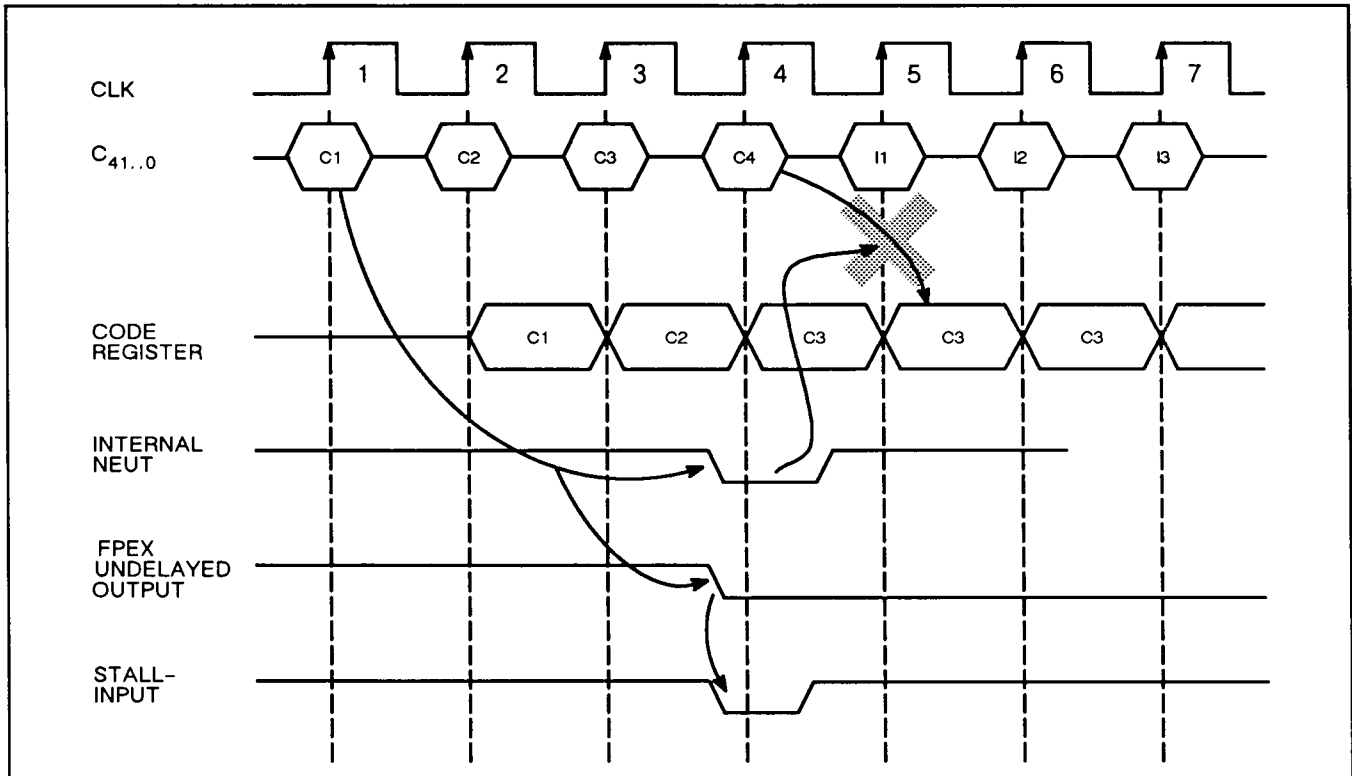 CLK 1 2 3 4 5 6 7
C41..0 C1 C2 C3 C4 I1 I2 I3
CODE
REGISTER
C1 C2 C3 C3 C3
INTERNAL
NEUT
FPEX
UNDELAYED
OUTPUT
STALL-
INPUT